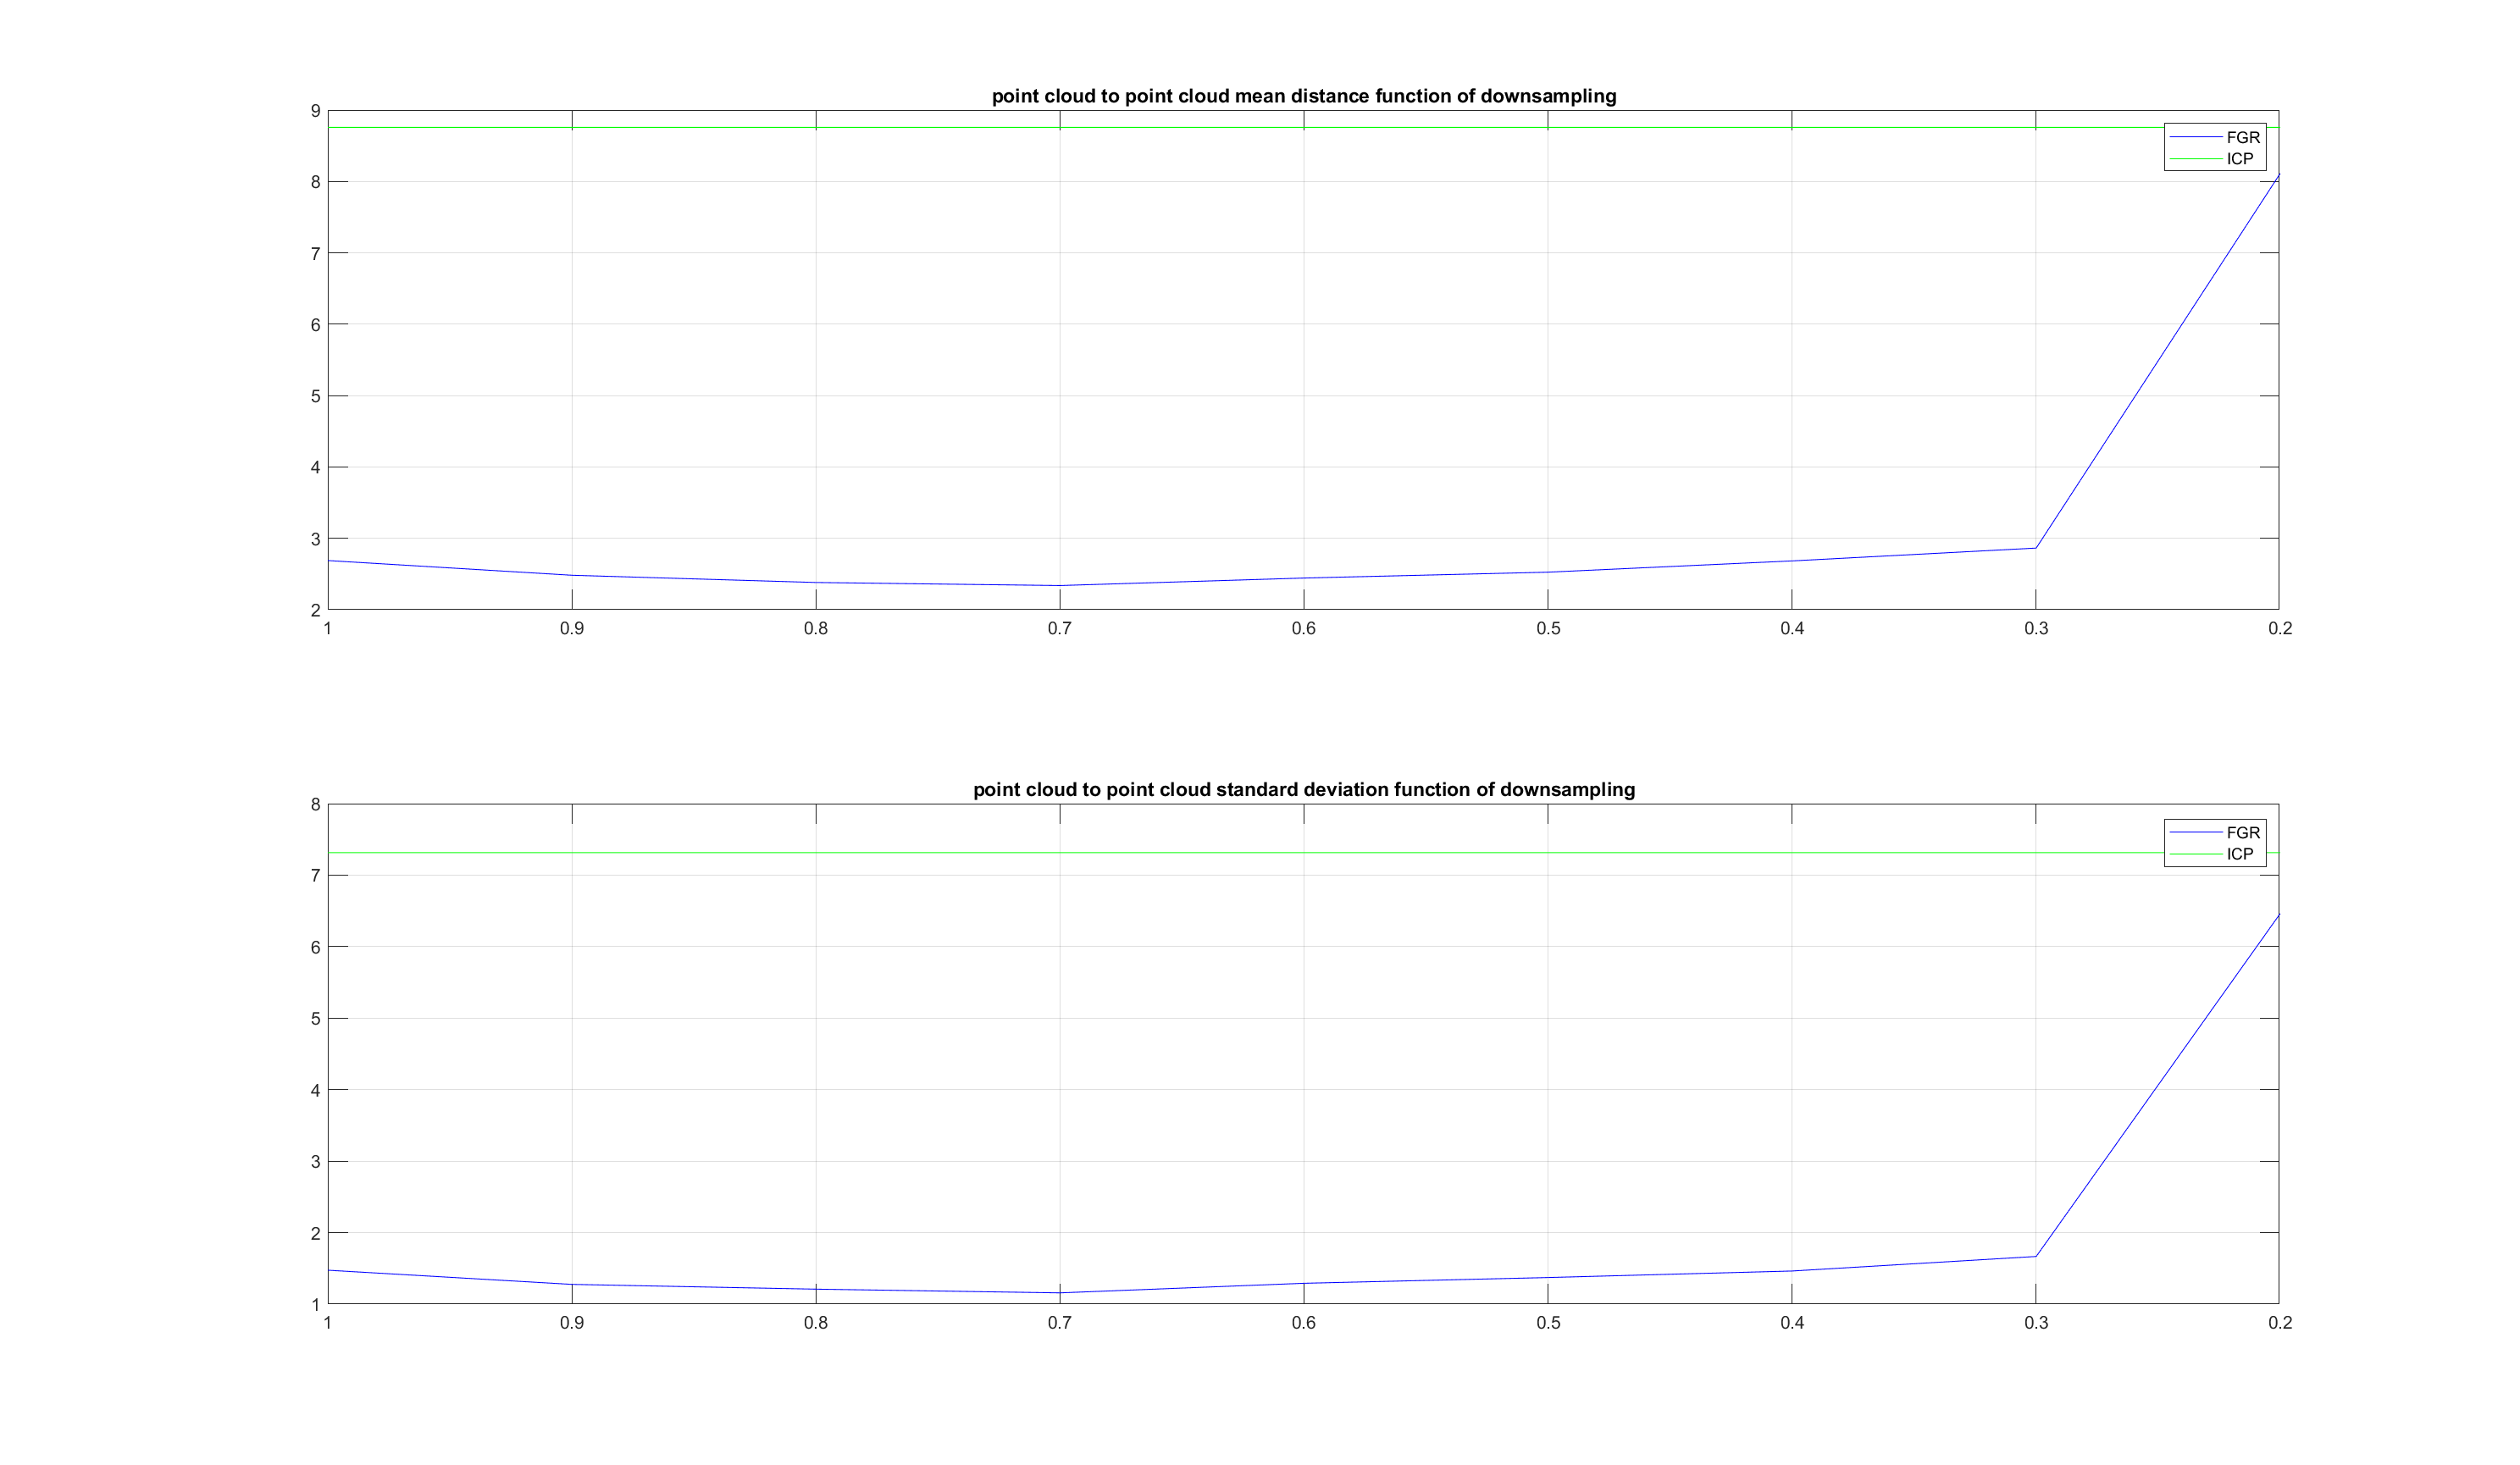 point cloud to point cloud mean distance function of downsampling
9
8
7
6
5
4
3
2
FGR
ICP
1 0.9 0.8 0.7 0.6 0.5 0.4 0.3 0.2
point cloud to point cloud standard deviation function of downsampling
8
7
6
5
4
3
2
1
FGR
ICP
1 0.9 0.8 0.7 0.6 0.5 0.4 0.3 0.2